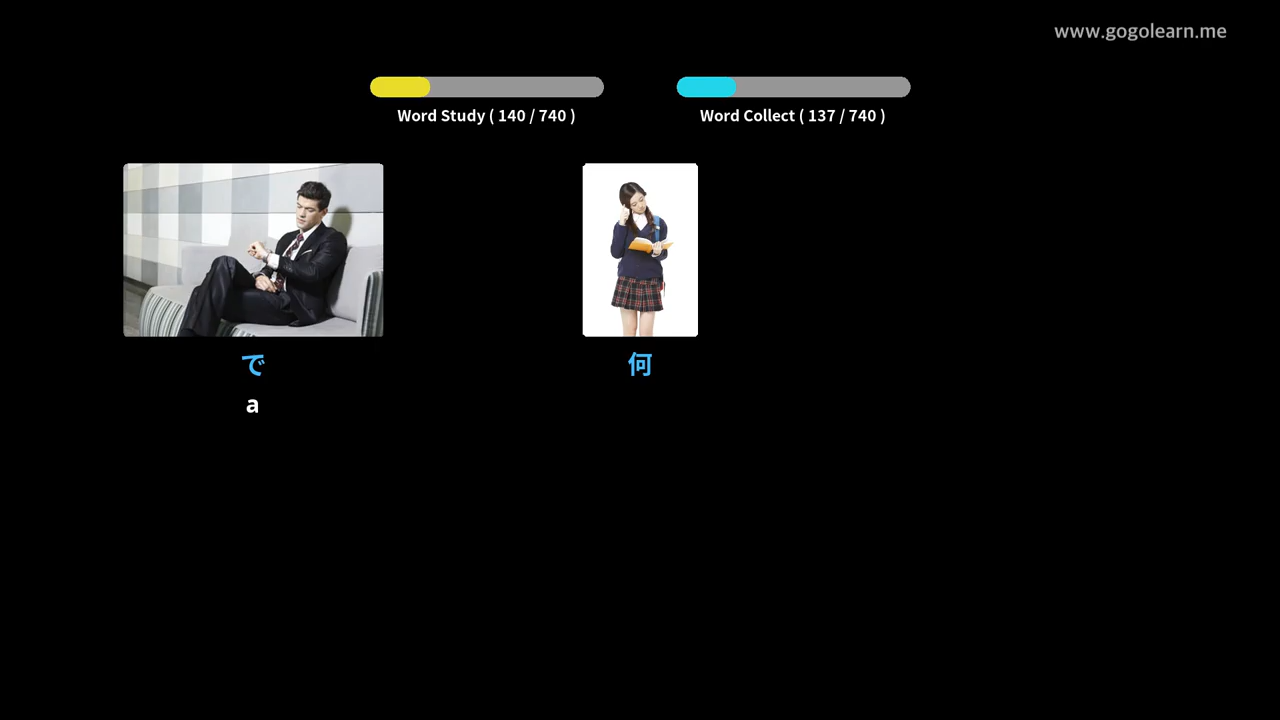 www.gogolearn.me
Word Study ( 140 / 740 )
Word Collect ( 137 / 740 )
で
何
a